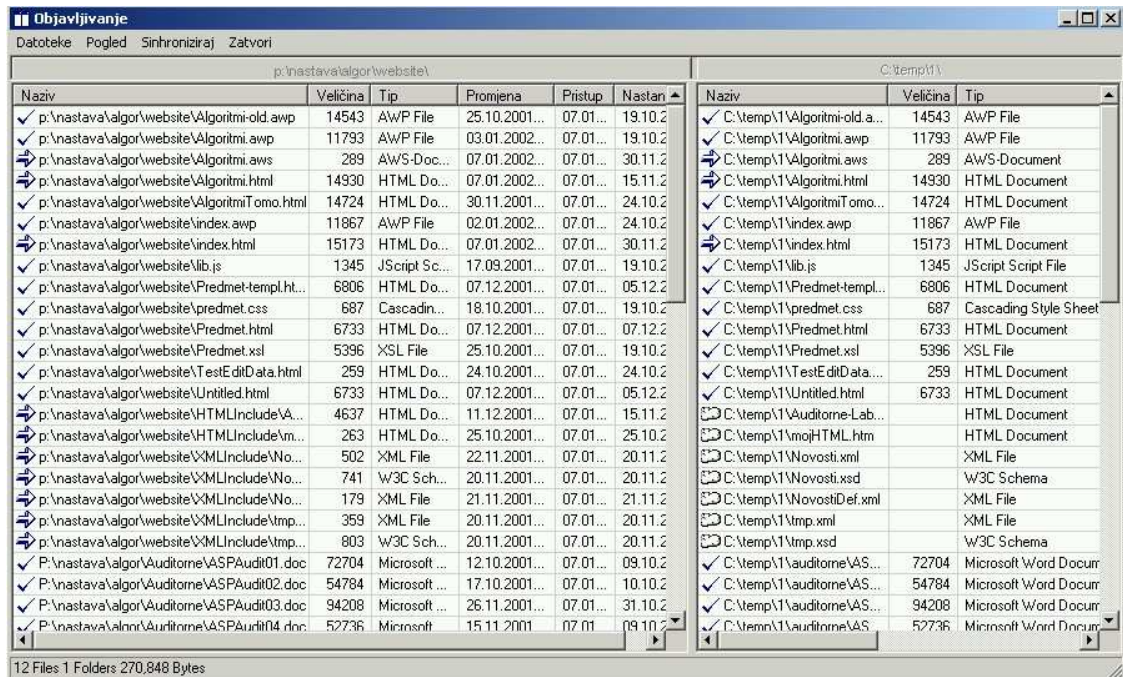 Objavljivanje
Datoteke Pogled Sinhroniziraj Zatvori
p:\nastava\algor\website\ C:\temp\1\
Naziv Veličina Tip Promjena Pristup Nastan Naziv Veličina Tip
p:\nastava\algor\website\Algoritmi-old.awp 14543 AWP File 25.10.2001... 07.01... 19.10.2 C:\temp\1\Algoritmi-old.a... 14543 AWP File
p:\nastava\algor\website\Algoritmi.awp 11793 AWP File 03.01.2002... 07.01... 19.10.2 C:\temp\1\Algoritmi.awp 11793 AWP File
p:\nastava\algor\website\Algoritmi.aws 289 AWS-Doc... 07.01.2002... 07.01... 30.11.2 C:\temp\1\Algoritmi.aws 289 AWS-Document
p:\nastava\algor\website\Algoritmi.html 14930 HTML Do... 07.01.2002... 07.01... 15.11.2 C:\temp\1\Algoritmi.html 14930 HTML Document
p:\nastava\algor\website\AlgoritmiTomo.html 14724 HTML Do... 30.11.2001... 07.01... 24.10.2 C:\temp\1\AlgoritmiTomo... 14724 HTML Document
p:\nastava\algor\website\index.awp 11867 AWP File 02.01.2002... 07.01... 24.10.2 C:\temp\1\index.awp 11867 AWP File
p:\nastava\algor\website\index.html 15173 HTML Do... 07.01.2002... 07.01... 30.11.2 C:\temp\1\index.html 15173 HTML Document
p:\nastava\algor\website\lib.js 1345 JScript Sc... 17.09.2001... 07.01... 19.10.2 C:\temp\1\lib.js 1345 JScript Script File
p:\nastava\algor\website\Predmet-templ.ht... 6806 HTML Do... 07.12.2001... 07.01... 05.12.2 C:\temp\1\Predmet-templ... 6806 HTML Document
p:\nastava\algor\website\predmet.css 687 Cascadin... 18.10.2001... 07.01... 19.10.2 C:\temp\1\predmet.css 687 Cascading Style Sheet
p:\nastava\algor\website\Predmet.html 6733 HTML Do... 07.12.2001... 07.01... 07.12.2 C:\temp\1\Predmet.html 6733 HTML Document
p:\nastava\algor\website\Predmet.xsl 5396 XSL File 25.10.2001... 07.01... 19.10.2 C:\temp\1\Predmet.xsl 5396 XSL File
p:\nastava\algor\website\TestEditData.html 259 HTML Do... 24.10.2001... 07.01... 24.10.2 C:\temp\1\TestEditData.... 259 HTML Document
p:\nastava\algor\website\Untitled.html 6733 HTML Do... 07.12.2001... 07.01... 05.12.2 C:\temp\1\Untitled.html 6733 HTML Document
p:\nastava\algor\website\HTMLInclude\A... 4637 HTML Do... 11.12.2001... 07.01... 15.11.2 C:\temp\1\Auditorne-Lab... HTML Document
p:\nastava\algor\website\HTMLInclude\m... 263 HTML Do... 25.10.2001... 07.01... 25.10.2 C:\temp\1\mojHTML.htm HTML Document
p:\nastava\algor\website\XMLInclude\No... 502 XML File 22.11.2001... 07.01... 20.11.2 C:\temp\1\Novosti.xml XML File
p:\nastava\algor\website\XMLInclude\No... 741 W3C Sch... 20.11.2001... 07.01... 20.11.2 C:\temp\1\Novosti.xsd W3C Schema
p:\nastava\algor\website\XMLInclude\No... 179 XML File 21.11.2001... 07.01... 21.11.2 C:\temp\1\NovostiDef.xml XML File
p:\nastava\algor\website\XMLInclude\tmp... 359 XML File 20.11.2001... 07.01... 20.11.2 C:\temp\1\tmp.xml XML File
p:\nastava\algor\website\XMLInclude\tmp... 803 W3C Sch... 20.11.2001... 07.01... 20.11.2 C:\temp\1\tmp.xsd W3C Schema
P:\nastava\algor\Auditorne\ASPAudit01.doc 72704 Microsoft ... 12.10.2001... 07.01... 09.10.2 C:\temp\1\auditorne\AS... 72704 Microsoft Word Docum
P:\nastava\algor\Auditorne\ASPAudit02.doc 54784 Microsoft ... 17.10.2001... 07.01... 10.10.2 C:\temp\1\auditorne\AS... 54784 Microsoft Word Docum
P:\nastava\algor\Auditorne\ASPAudit03.doc 94208 Microsoft ... 26.11.2001... 07.01... 31.10.2 C:\temp\1\auditorne\AS... 94208 Microsoft Word Docum
P:\nastava\algor\Auditorne\ASPAudit04.doc 52736 Microsoft 15.11.2001 07.01 09.10.2 C:\temp\1\auditorne\AS 52736 Microsoft Word Docum
12 Files 1 Folders 270,848 Bytes